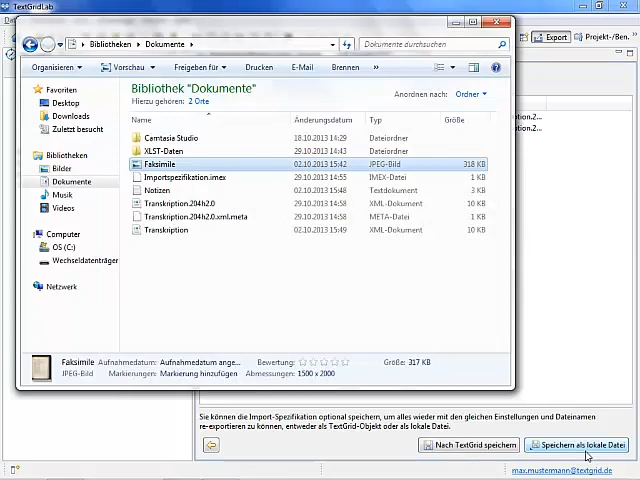 TextGridLab
Export
Projekt-/Ben.
Bibliotheken ▸ Dokumente ▸
Dokumente durchsuchen
Organisieren
Vorschau
Freigeben für
Drucken
E-Mail
Brennen
»
Favoriten
Desktop
Downloads
Zuletzt besucht
Bibliotheken
Bilder
Dokumente
Musik
Videos
Computer
OS (C:)
Wechseldatenträger
Netzwerk
Bibliothek "Dokumente"
Hierzu gehören: 2 Orte
Anordnen nach: Ordner
Name Änderungsdatum Typ Größe
Camtasia Studio 18.10.2013 14:29 Dateiordner
XLST-Daten 29.10.2013 14:43 Dateiordner
Faksimile 02.10.2013 15:42 JPEG-Bild 318 KB
Importspezifikation.imex 29.10.2013 14:55 IMEX-Datei 1 KB
Notizen 02.10.2013 15:48 Textdokument 3 KB
Transkription.204h2.0 29.10.2013 14:58 XML-Dokument 10 KB
Transkription.204h2.0.xml.meta 29.10.2013 14:58 META-Datei 1 KB
Transkription 02.10.2013 15:49 XML-Dokument 10 KB
ption.2...
ption.2...
Faksimile Aufnahmedatum: Aufnahmedatum ange... Bewertung: Größe: 317 KB
JPEG-Bild Markierungen: Markierung hinzufügen Abmessungen: 1500 x 2000
Sie können die Import-Spezifikation optional speichern, um alles wieder mit den gleichen Einstellungen und Dateinamen
re-exportieren zu können, entweder als TextGrid-Objekt oder als lokale Datei.
Nach TextGrid speichern
Speichern als lokale Datei
max.mustermann@textgrid.de